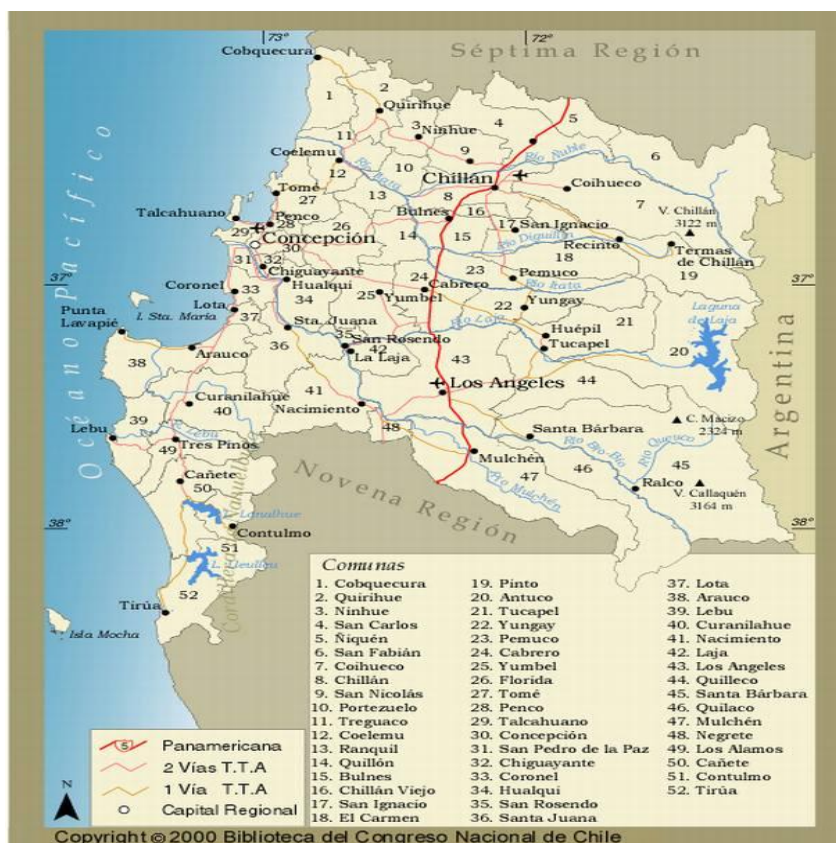 73°
72°
Cobquecura
Séptima Región
1
2
Quirihue
3
Ninhue
4
5
6
Océano Pacífico
11
9
Coelemu
12
10
Río Itata
Río Ñuble
Chillán
Coihueco
13
8
7
Tomé
27
16
V. Chillán
3122 m
Talcahuano
Penco
28
29
26
Bulnes
17
San Ignacio
Concepción
30
14
15
Río Diguillín
Recinto
18
Termas
de Chillán
31
32
Chiguayante
23
19
37°
37°
Coronel
33
Hualqui
34
24
Cabrero
Pemuco
Río Itata
25
Yumbel
22
Yungay
Lota
37
I. Sta. María
Punta
Lavapié
Sta. Juana
36
35
San Rosendo
42
La Laja
Río Laja
Huépil
Tucapel
21
Laguna
de Laja
20
38
Arauco
43
44
Los Angeles
Argentina
Curanilahue
40
41
Nacimiento
39
48
Santa Bárbara
C. Macizo
2324 m
Lebu
R. Lebu
49
Tres Pinos
Río Bio-Bio
Río Queuco
Mulchén
47
46
45
Novena Región
Río Mulchén
Ralco
V. Callaquén
3164 m
Cañete
50
Cordillera de Nahuelbuta
L. Lanalhue
38°
38°
Contulmo
51
L. Lleulleu
52
Tirúa
Isla Mocha
Comunas
1. Cobquecura
2. Quirihue
3. Ninhue
4. San Carlos
5. Ñiquén
6. San Fabián
7. Coihueco
8. Chillán
9. San Nicolás
10. Portezuelo
11. Treguaco
12. Coelemu
13. Ranquil
14. Quillón
15. Bulnes
16. Chillán Viejo
17. San Ignacio
18. El Carmen
19. Pinto
20. Antuco
21. Tucapel
22. Yungay
23. Pemuco
24. Cabrero
25. Yumbel
26. Florida
27. Tomé
28. Penco
29. Talcahuano
30. Concepción
31. San Pedro de la Paz
32. Chiguayante
33. Coronel
34. Hualqui
35. San Rosendo
36. Santa Juana
37. Lota
38. Arauco
39. Lebu
40. Curanilahue
41. Nacimiento
42. Laja
43. Los Angeles
44. Quilleco
45. Santa Bárbara
46. Quilaco
47. Mulchén
48. Negrete
49. Los Alamos
50. Cañete
51. Contulmo
52. Tirúa
5 Panamericana
2 Vías T.T.A
1 Vía T.T.A
Capital Regional
N
Copyright © 2000 Biblioteca del Congreso Nacional de Chile